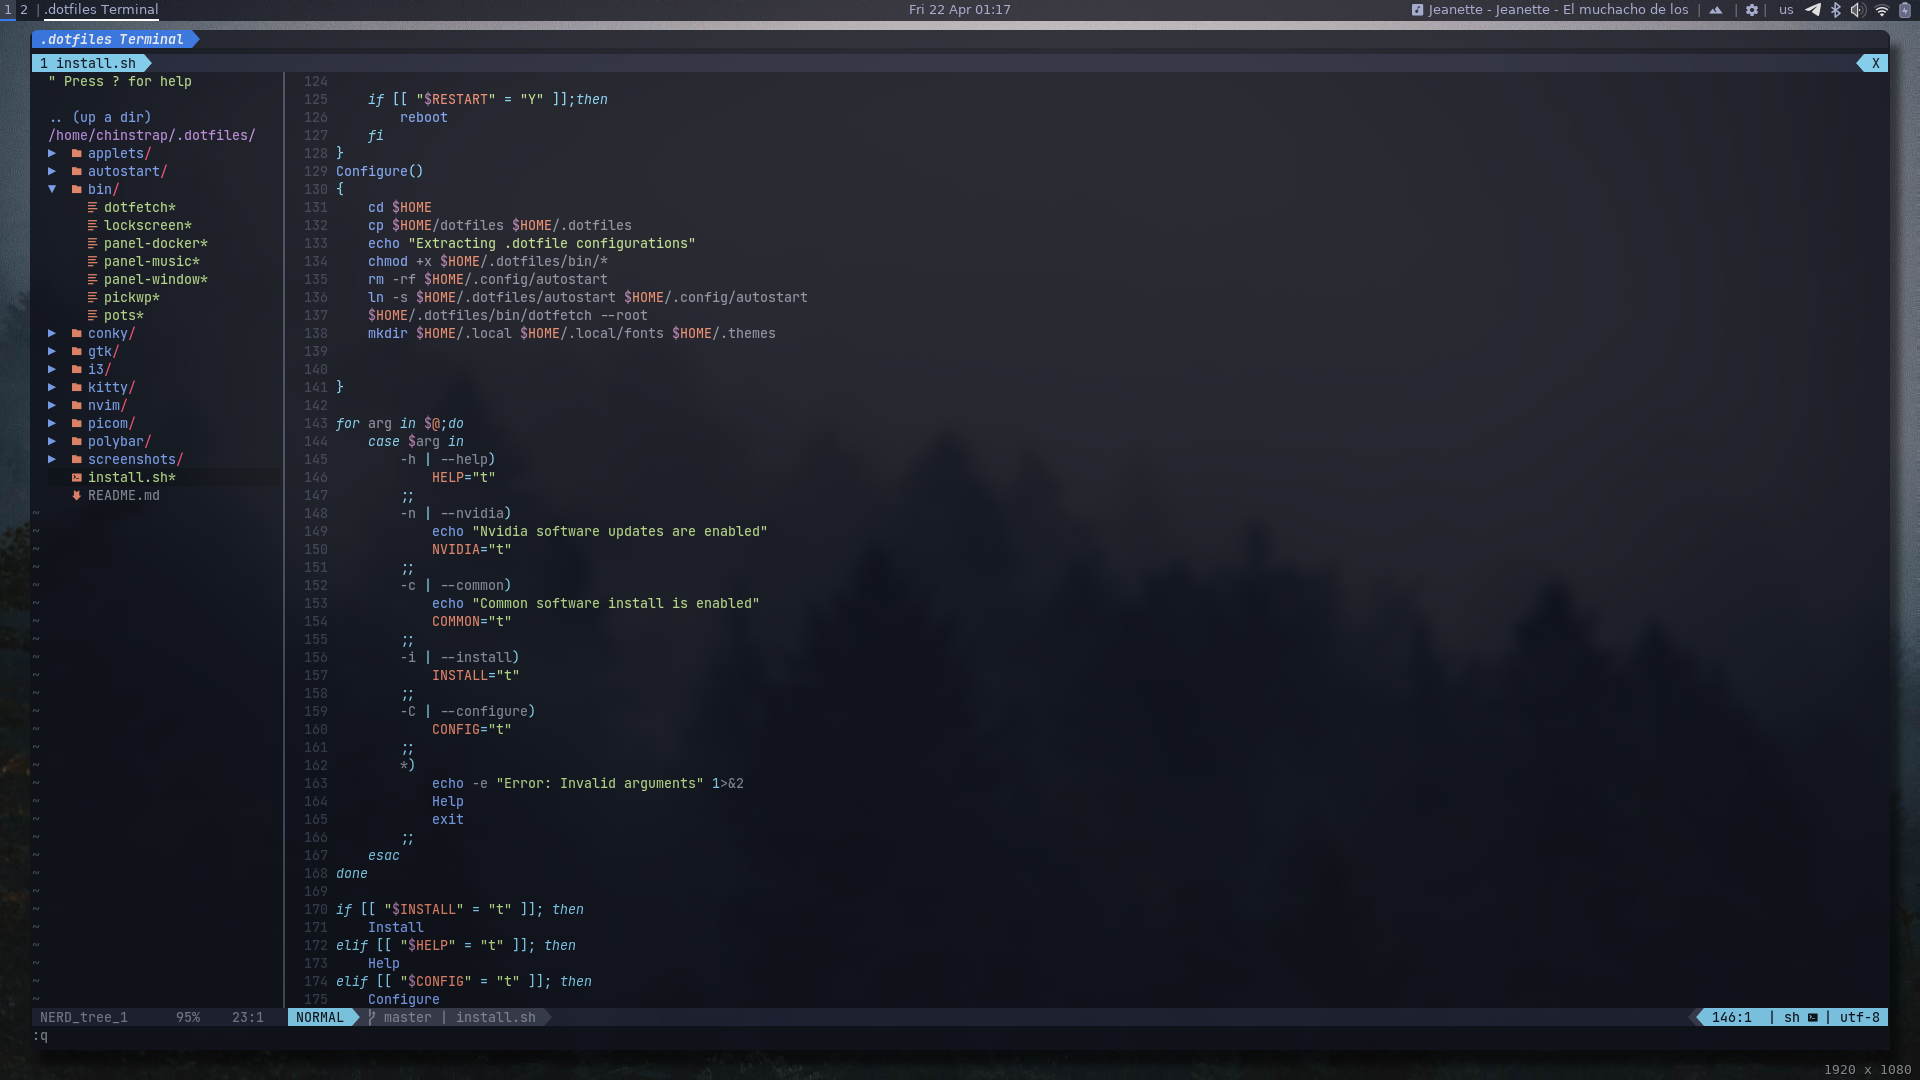 1 2 | .dotfiles Terminal
Fri 22 Apr 01:17
Jeanette - Jeanette - El muchacho de los | | | us
.dotfiles Terminal
1 install.sh X
" Press ? for help
.. (up a dir)
/home/chinstrap/.dotfiles/
▶ applets/
▶ autostart/
▼ bin/
dotfetch*
lockscreen*
panel-docker*
panel-music*
panel-window*
pickwp*
pots*
▶ conky/
▶ gtk/
▶ i3/
▶ kitty/
▶ nvim/
▶ picom/
▶ polybar/
▶ screenshots/
install.sh*
README.md
124
125     if [[ "$RESTART" = "Y" ]];then
126         reboot
127     fi
128 }
129 Configure()
130 {
131     cd $HOME
132     cp $HOME/dotfiles $HOME/.dotfiles
133     echo "Extracting .dotfile configurations"
134     chmod +x $HOME/.dotfiles/bin/*
135     rm -rf $HOME/.config/autostart
136     ln -s $HOME/.dotfiles/autostart $HOME/.config/autostart
137     $HOME/.dotfiles/bin/dotfetch --root
138     mkdir $HOME/.local $HOME/.local/fonts $HOME/.themes
139
140
141 }
142
143 for arg in $@;do
144     case $arg in
145         -h | --help)
146             HELP="t"
147         ;;
148         -n | --nvidia)
149             echo "Nvidia software updates are enabled"
150             NVIDIA="t"
151         ;;
152         -c | --common)
153             echo "Common software install is enabled"
154             COMMON="t"
155         ;;
156         -i | --install)
157             INSTALL="t"
158         ;;
159         -C | --configure)
160             CONFIG="t"
161         ;;
162         *)
163             echo -e "Error: Invalid arguments" 1>&2
164             Help
165             exit
166         ;;
167     esac
168 done
169
170 if [[ "$INSTALL" = "t" ]]; then
171     Install
172 elif [[ "$HELP" = "t" ]]; then
173     Help
174 elif [[ "$CONFIG" = "t" ]]; then
175     Configure
NERD_tree_1 95% 23:1 NORMAL master | install.sh 146:1 | sh | utf-8
:q
1920 x 1080